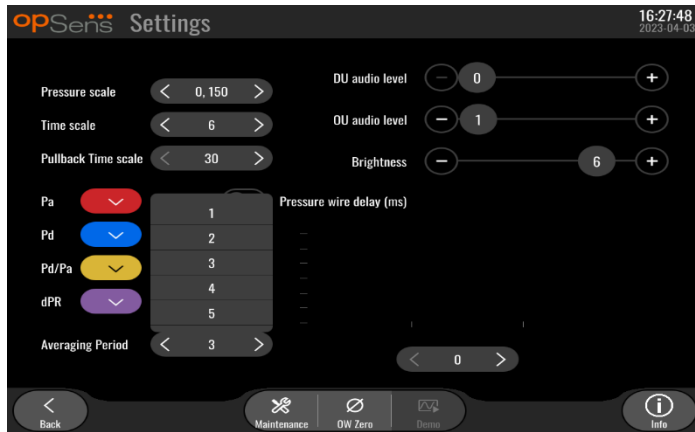 opSens Settings
16:27:48
2023-04-03
Pressure scale 0, 150
Time scale 6
Pullback Time scale 30
DU audio level 0
OU audio level 1
Brightness 6
Pa
Pd
Pd/Pa
dPR
1
2
3
4
5
Pressure wire delay (ms)
Averaging Period 3
0
Back
Maintenance
OW Zero
Demo
Info